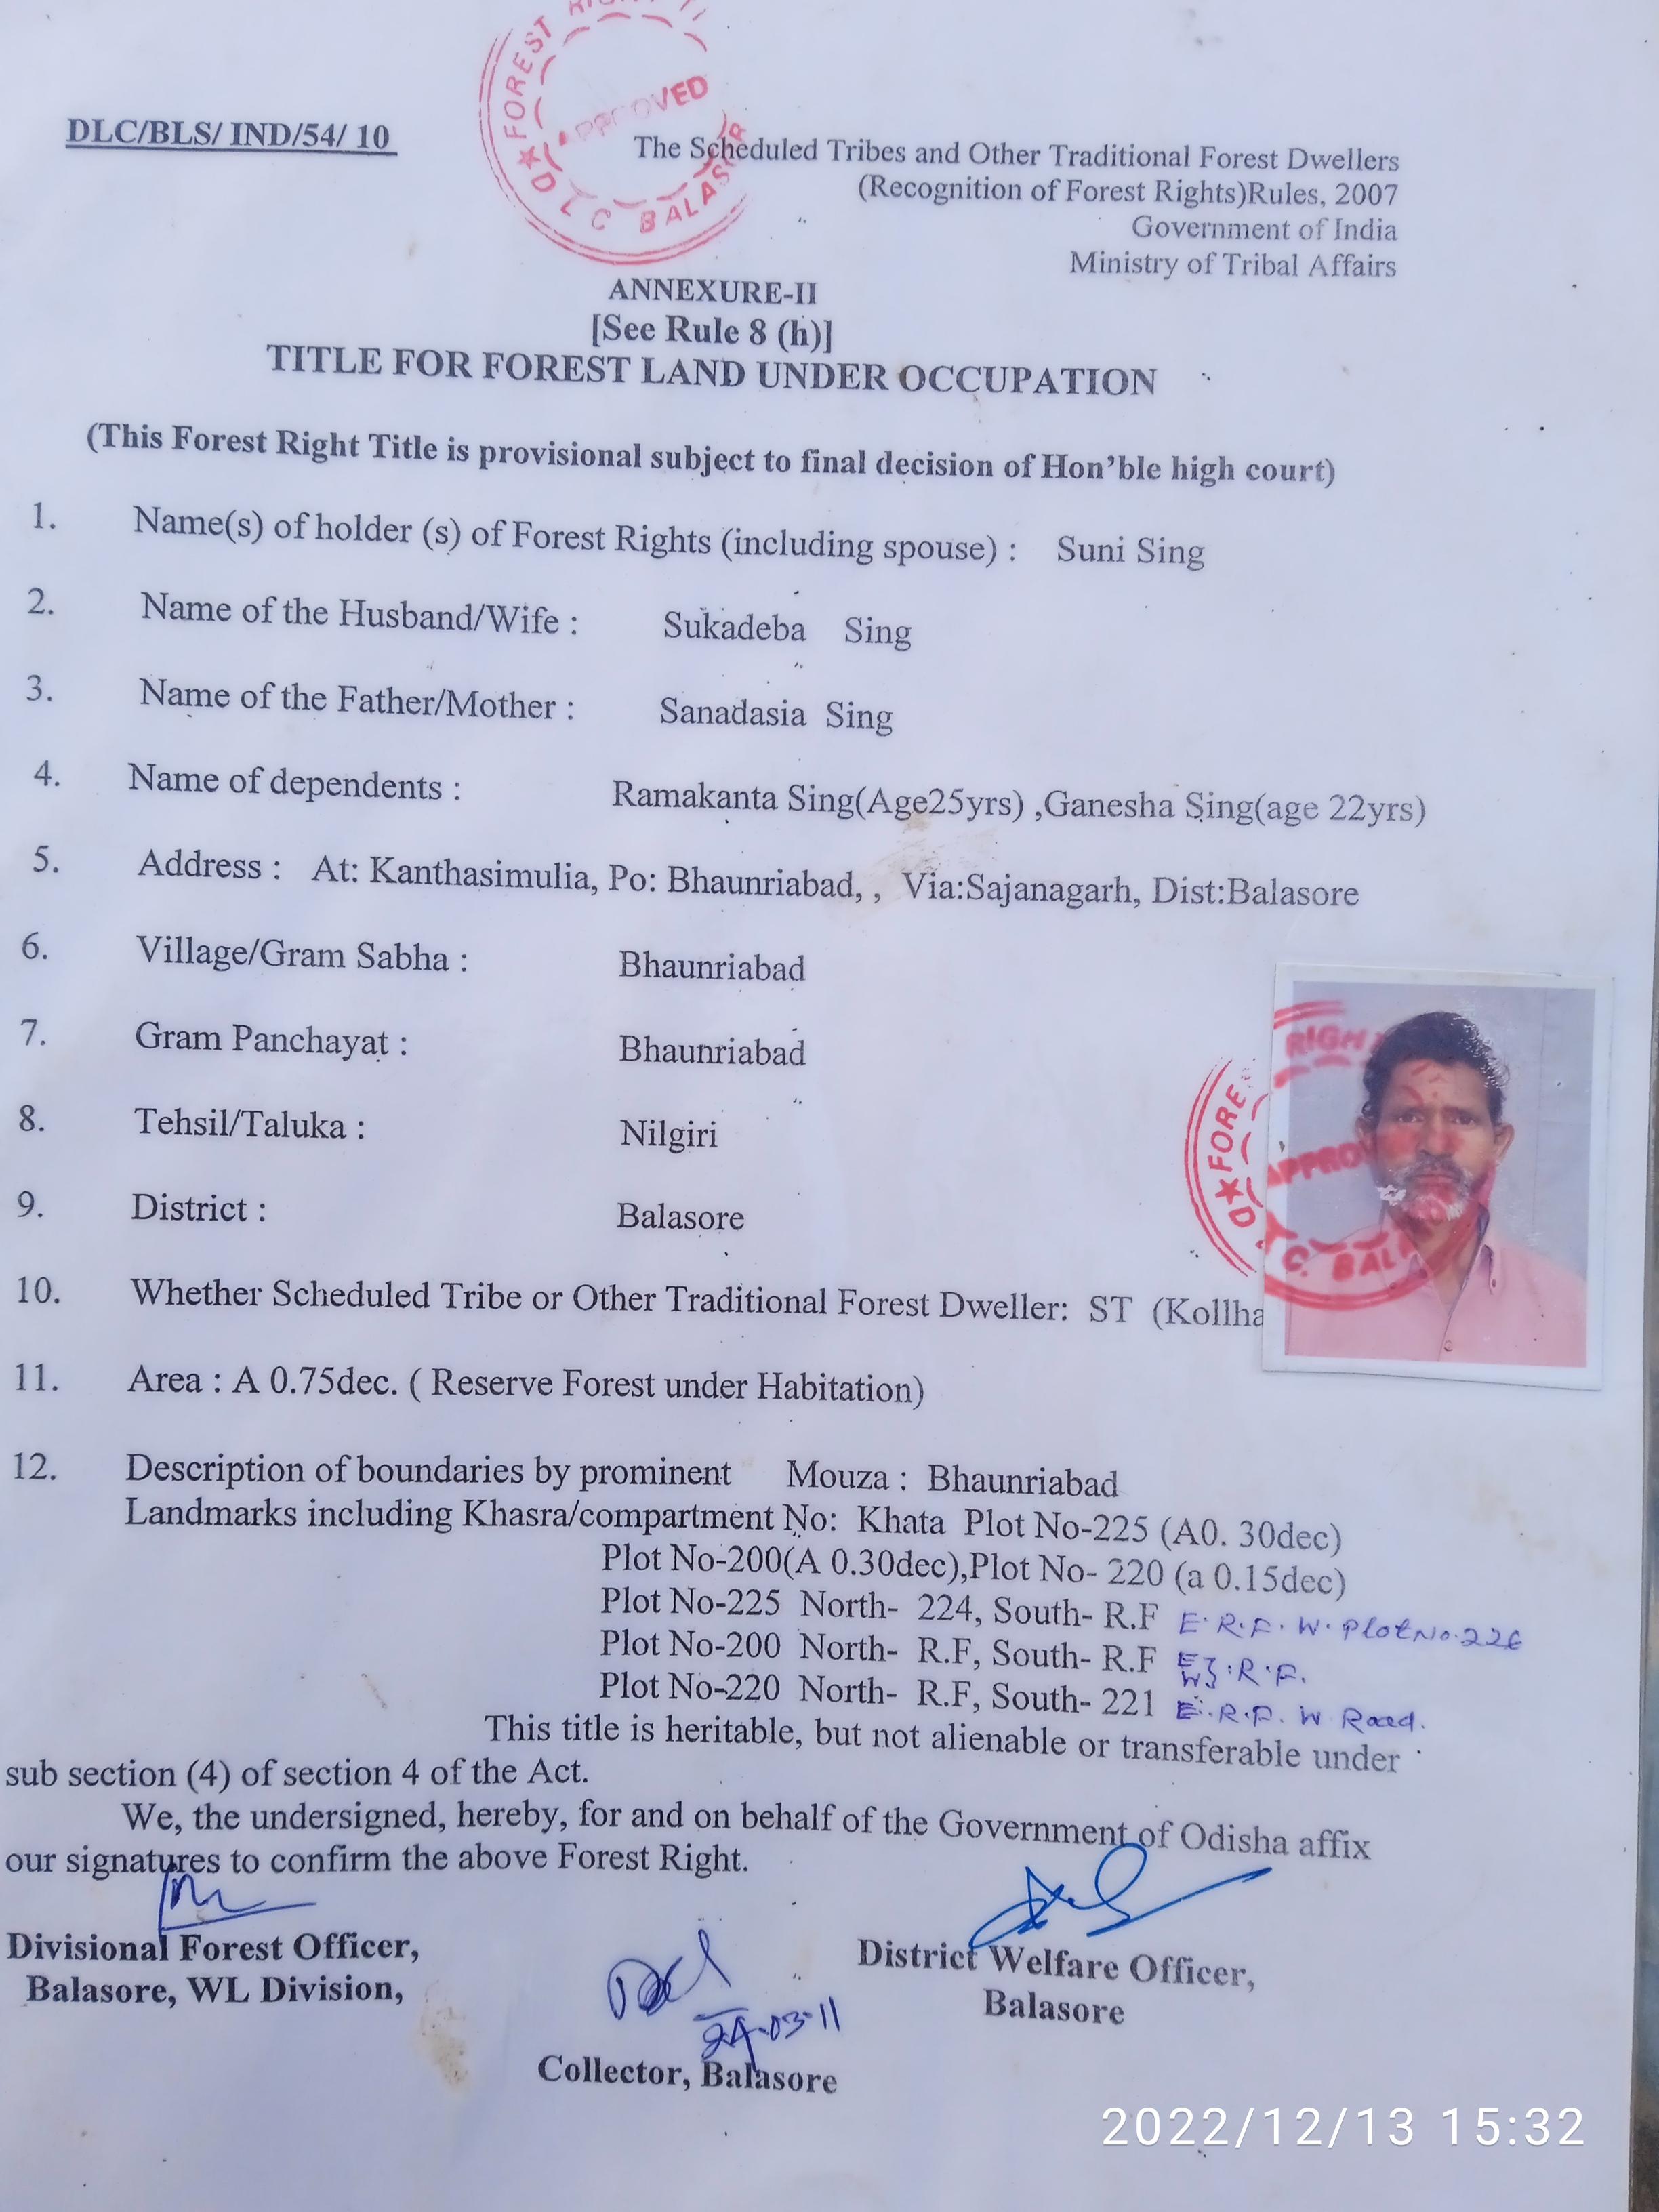 DLC/BLS/ IND/54/ 10
★ FOREST RIGHT
APPROVED
D L C BALASOR
The Scheduled Tribes and Other Traditional Forest Dwellers
(Recognition of Forest Rights)Rules, 2007
Government of India
Ministry of Tribal Affairs
ANNEXURE-II
[See Rule 8 (h)]
TITLE FOR FOREST LAND UNDER OCCUPATION
(This Forest Right Title is provisional subject to final decision of Hon'ble high court)
1. Name(s) of holder (s) of Forest Rights (including spouse) : Suni Sing
2. Name of the Husband/Wife : Sukadeba Sing
3. Name of the Father/Mother : Sanadasia Sing
4. Name of dependents : Ramakanta Sing(Age25yrs) ,Ganesha Sing(age 22yrs)
5. Address : At: Kanthasimulia, Po: Bhaunriabad, , Via:Sajanagarh, Dist:Balasore
6. Village/Gram Sabha : Bhaunriabad
7. Gram Panchayat : Bhaunriabad
8. Tehsil/Taluka : Nilgiri
9. District : Balasore
★ FORE RIGH
APPROV
D L C. BAL
10. Whether Scheduled Tribe or Other Traditional Forest Dweller: ST (Kollha
11. Area : A 0.75dec. ( Reserve Forest under Habitation)
12. Description of boundaries by prominent Mouza : Bhaunriabad
Landmarks including Khasra/compartment No: Khata Plot No-225 (A0. 30dec)
Plot No-200(A 0.30dec),Plot No- 220 (a 0.15dec)
Plot No-225 North- 224, South- R.F E. R.F. W. Plot No. 226
Plot No-200 North- R.F, South- R.F E W }. R.F.
Plot No-220 North- R.F, South- 221 E. R.F. W Road.
This title is heritable, but not alienable or transferable under
sub section (4) of section 4 of the Act.
We, the undersigned, hereby, for and on behalf of the Government of Odisha affix
our signatures to confirm the above Forest Right.
Divisional Forest Officer,
Balasore, WL Division,
District Welfare Officer,
Balasore
24-03-11
Collector, Balasore
2022/12/13 15:32